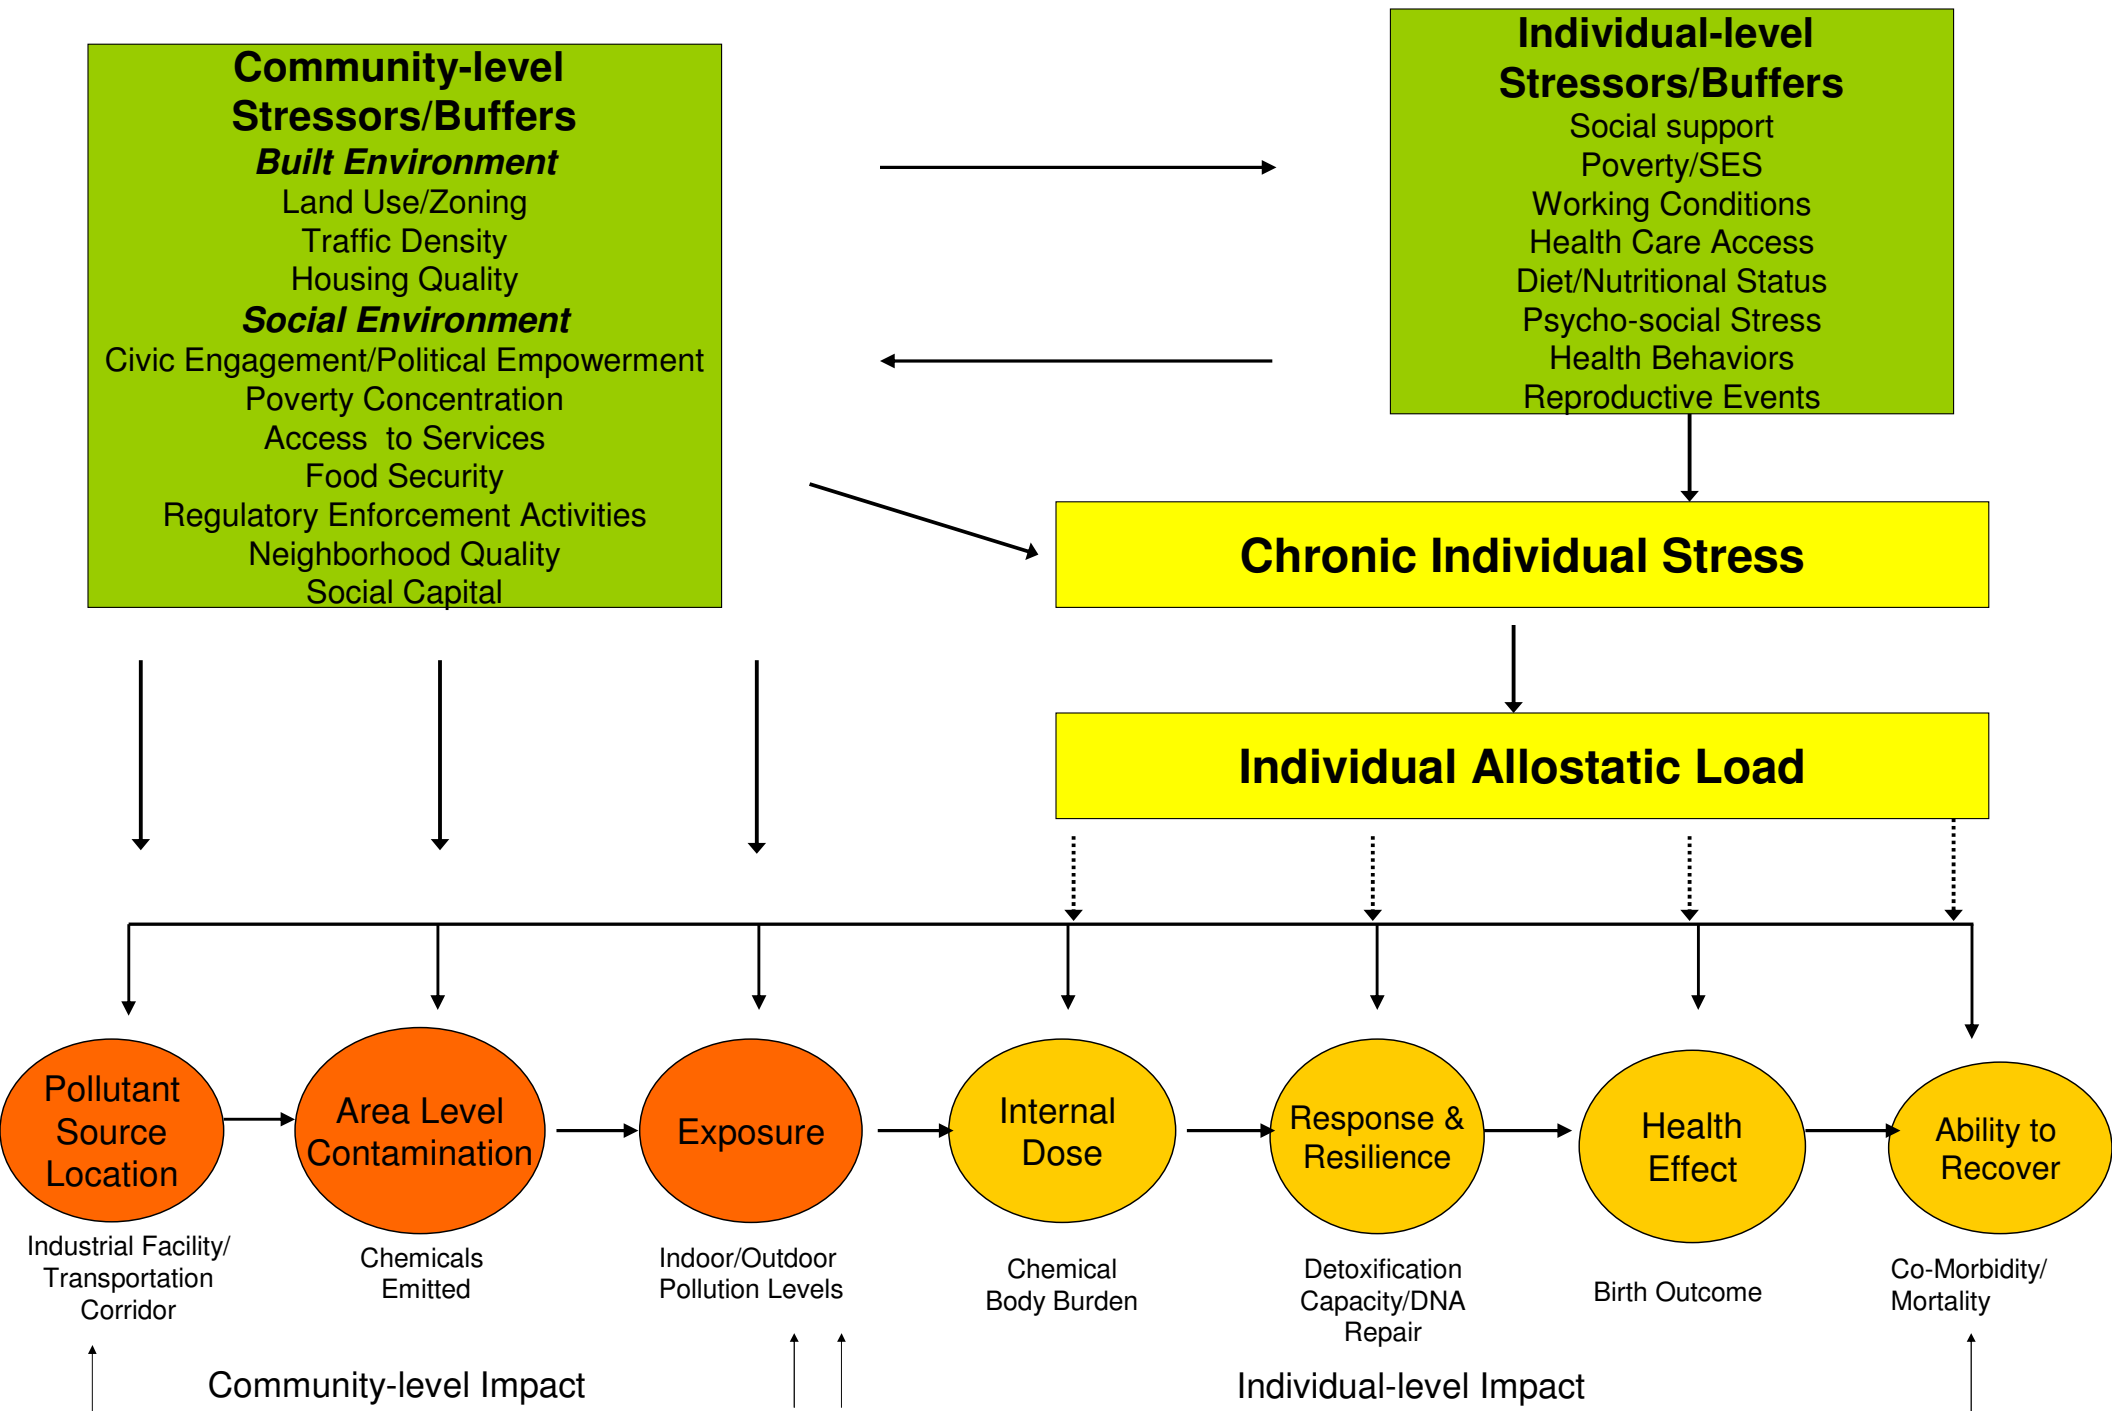 Community-level
Stressors/Buffers
Built Environment
Land Use/Zoning
Traffic Density
Housing Quality
Social Environment
Civic Engagement/Political Empowerment
Poverty Concentration
Access to Services
Food Security
Regulatory Enforcement Activities
Neighborhood Quality
Social Capital
Individual-level
Stressors/Buffers
Social support
Poverty/SES
Working Conditions
Health Care Access
Diet/Nutritional Status
Psycho-social Stress
Health Behaviors
Reproductive Events
Chronic Individual Stress
Individual Allostatic Load
Pollutant
Source
Location
Area Level
Contamination
Exposure
Internal
Dose
Response &
Resilience
Health
Effect
Ability to
Recover
Industrial Facility/
Transportation
Corridor
Chemicals
Emitted
Indoor/Outdoor
Pollution Levels
Chemical
Body Burden
Detoxification
Capacity/DNA
Repair
Birth Outcome
Co-Morbidity/
Mortality
Community-level Impact
Individual-level Impact